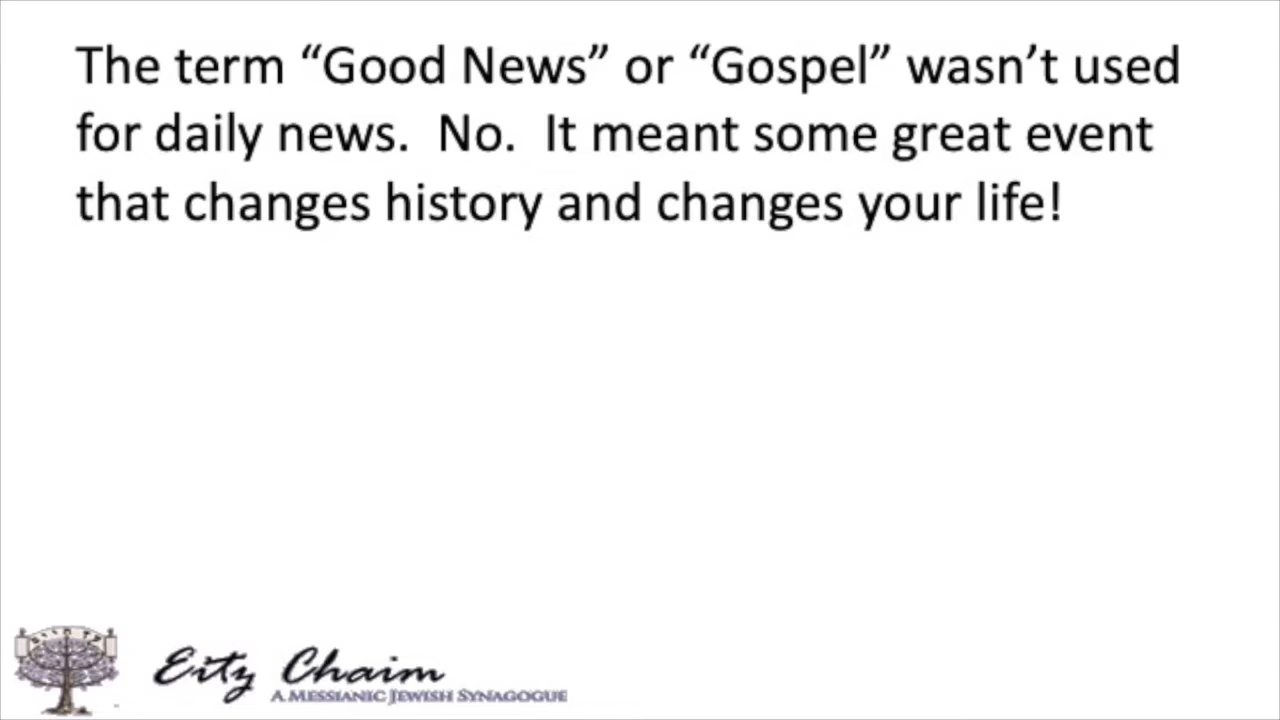 The term “Good News” or “Gospel” wasn’t used
for daily news.  No.  It meant some great event
that changes history and changes your life!
Eitz Chaim
A Messianic Jewish Synagogue